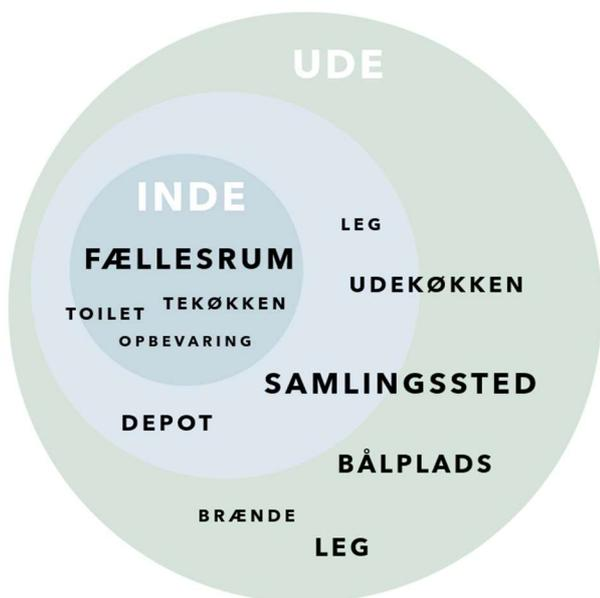 UDE
INDE
LEG
FÆLLESRUM
UDEKØKKEN
TEKØKKEN
TOILET
OPBEVARING
SAMLINGSSTED
DEPOT
BÅLPLADS
BRÆNDE
LEG